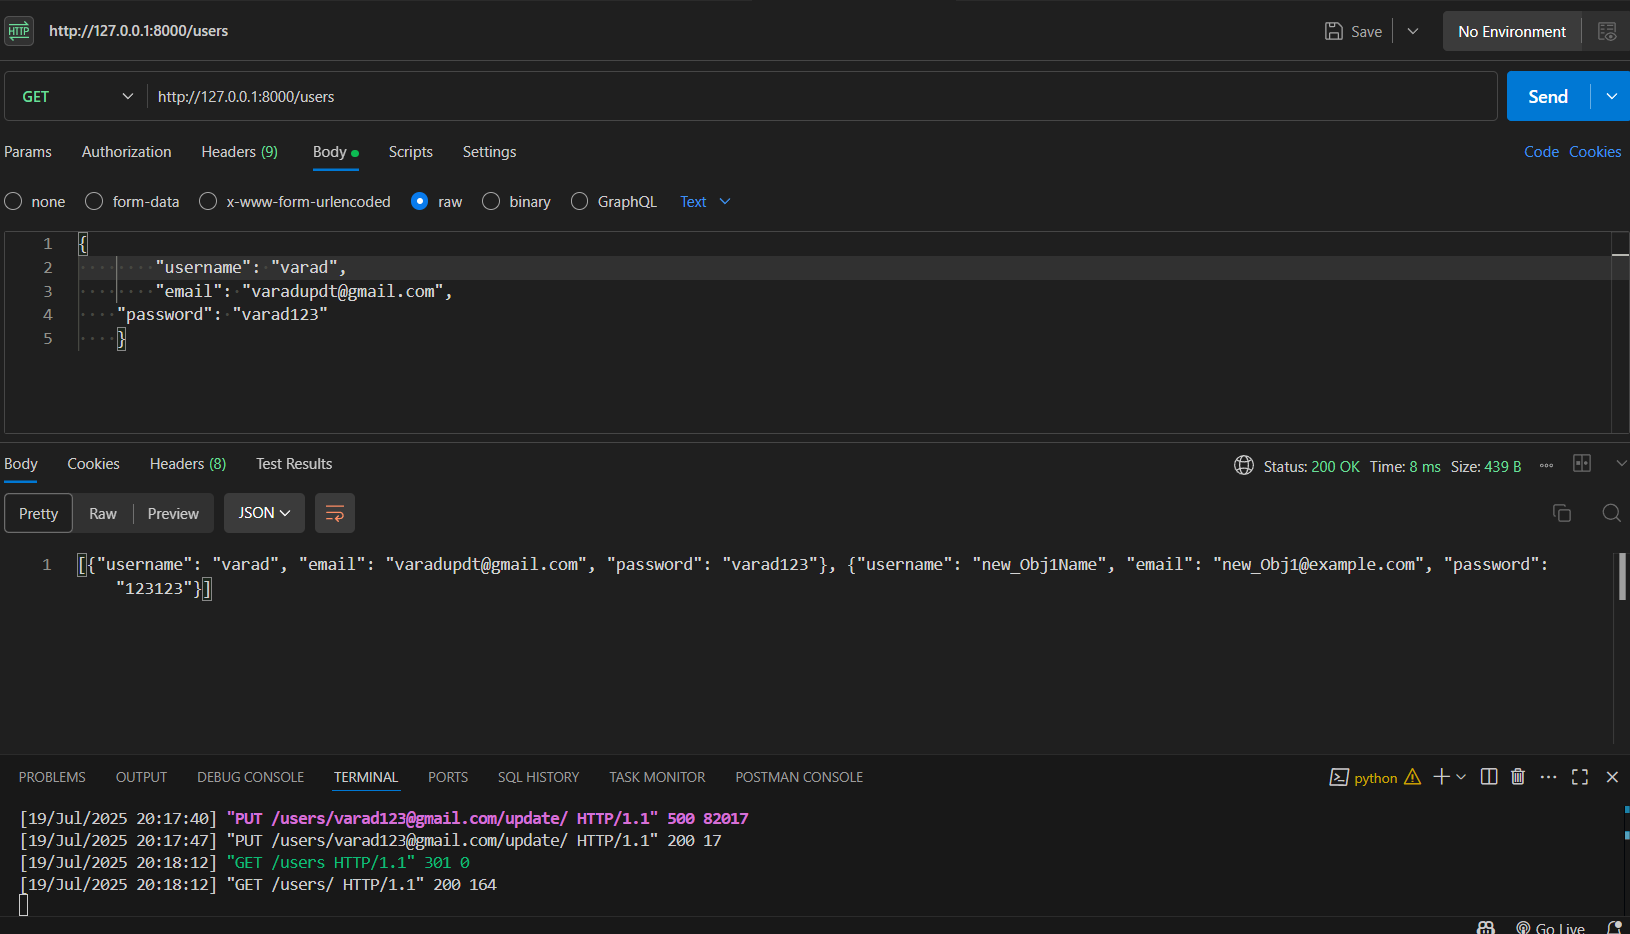 HTTP http://127.0.0.1:8000/users Save No Environment
GET http://127.0.0.1:8000/users Send
Params Authorization Headers (9) Body Scripts Settings Code Cookies
none form-data x-www-form-urlencoded raw binary GraphQL Text
1 {
2 "username": "varad",
3 "email": "varadupdt@gmail.com",
4 "password": "varad123"
5 }
Body Cookies Headers (8) Test Results Status: 200 OK Time: 8 ms Size: 439 B
Pretty Raw Preview JSON
1 [{"username": "varad", "email": "varadupdt@gmail.com", "password": "varad123"}, {"username": "new_Obj1Name", "email": "new_Obj1@example.com", "password":
"123123"}]
PROBLEMS OUTPUT DEBUG CONSOLE TERMINAL PORTS SQL HISTORY TASK MONITOR POSTMAN CONSOLE python
[19/Jul/2025 20:17:40] "PUT /users/varad123@gmail.com/update/ HTTP/1.1" 500 82017
[19/Jul/2025 20:17:47] "PUT /users/varad123@gmail.com/update/ HTTP/1.1" 200 17
[19/Jul/2025 20:18:12] "GET /users HTTP/1.1" 301 0
[19/Jul/2025 20:18:12] "GET /users/ HTTP/1.1" 200 164
Go Live